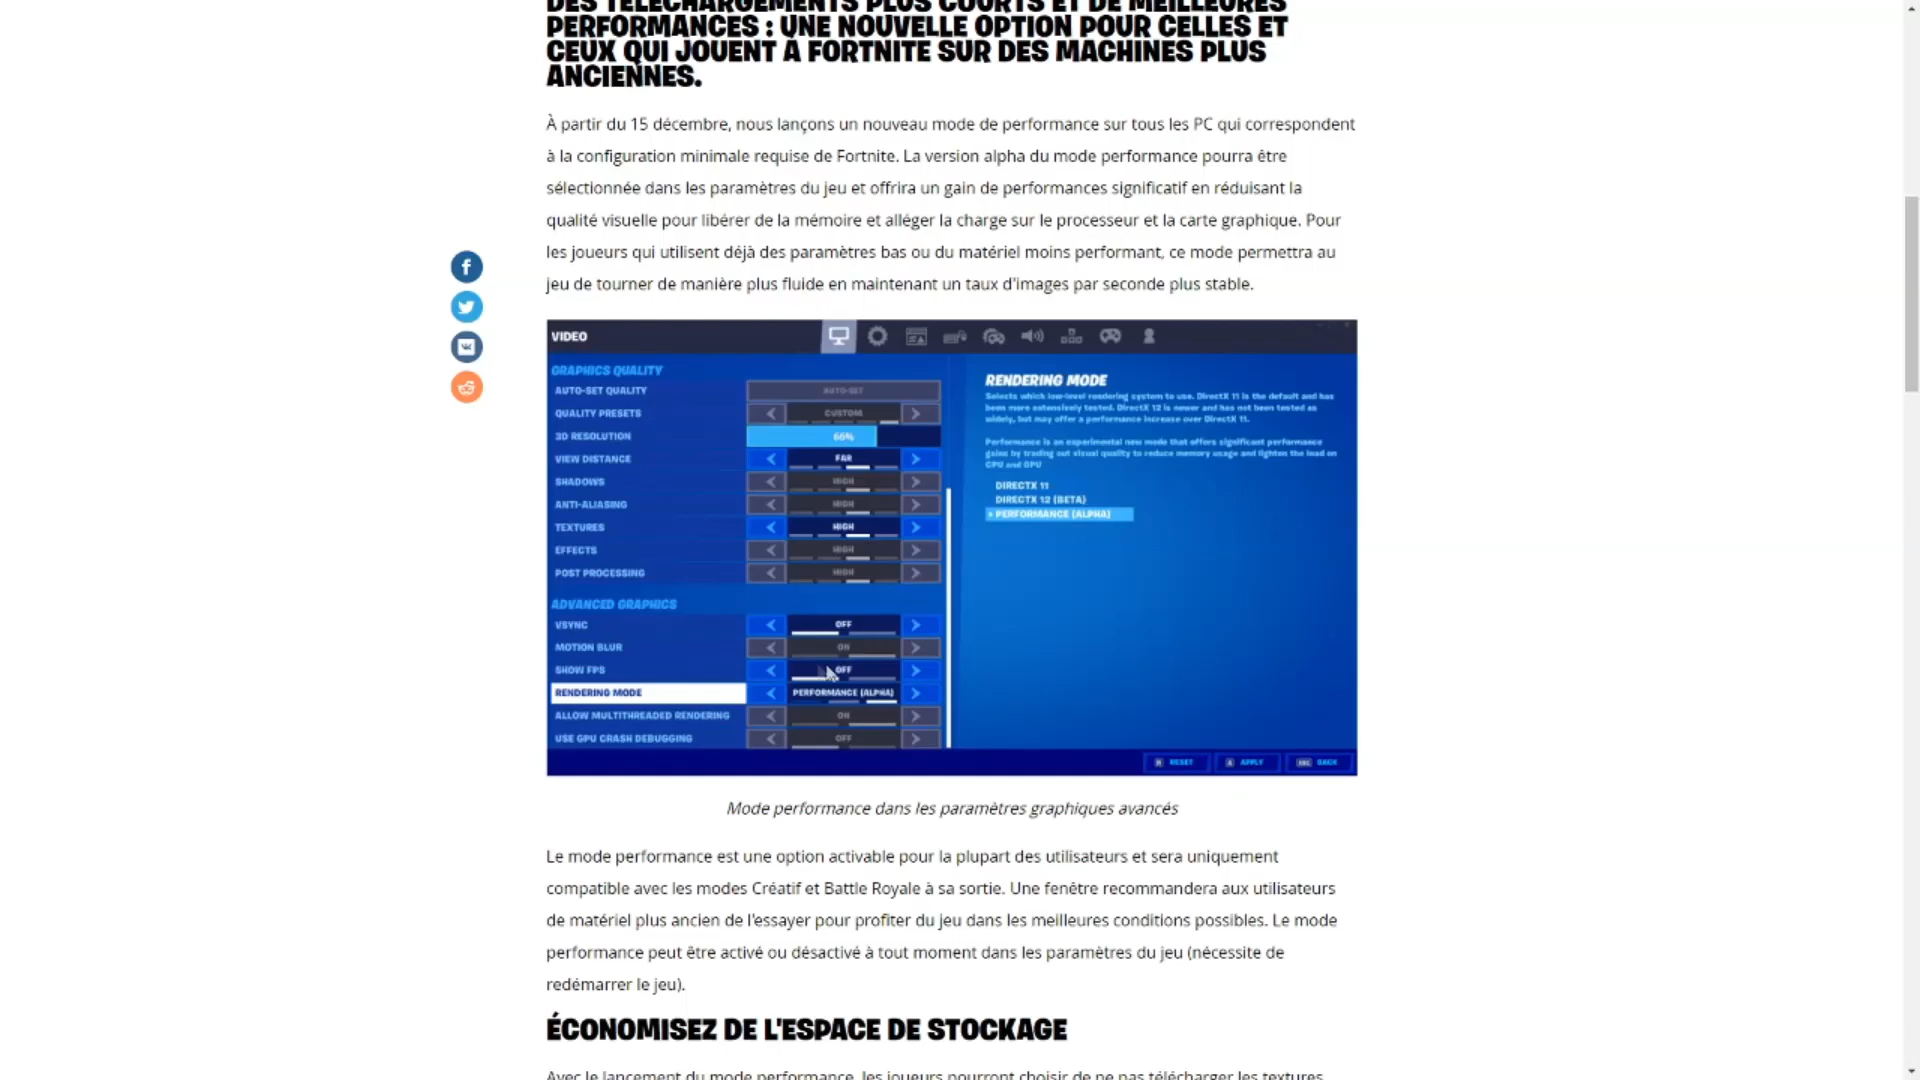 DES TÉLÉCHARGEMENTS PLUS COURTS ET DE MEILLEURES
PERFORMANCES : UNE NOUVELLE OPTION POUR CELLES ET
CEUX QUI JOUENT À FORTNITE SUR DES MACHINES PLUS
ANCIENNES.
À partir du 15 décembre, nous lançons un nouveau mode de performance sur tous les PC qui correspondent
à la configuration minimale requise de Fortnite. La version alpha du mode performance pourra être
sélectionnée dans les paramètres du jeu et offrira un gain de performances significatif en réduisant la
qualité visuelle pour libérer de la mémoire et alléger la charge sur le processeur et la carte graphique. Pour
les joueurs qui utilisent déjà des paramètres bas ou du matériel moins performant, ce mode permettra au
jeu de tourner de manière plus fluide en maintenant un taux d'images par seconde plus stable.
VIDEO
GRAPHICS QUALITY
AUTO-SET QUALITY AUTO-SET
QUALITY PRESETS CUSTOM
3D RESOLUTION 66%
VIEW DISTANCE FAR
SHADOWS HIGH
ANTI-ALIASING HIGH
TEXTURES HIGH
EFFECTS HIGH
POST PROCESSING HIGH
ADVANCED GRAPHICS
VSYNC OFF
MOTION BLUR ON
SHOW FPS OFF
RENDERING MODE PERFORMANCE (ALPHA)
ALLOW MULTITHREADED RENDERING ON
USE GPU CRASH DEBUGGING OFF
RENDERING MODE
Selects which low-level rendering system to use. DirectX 11 is the default and has
been more extensively tested. DirectX 12 is newer and has not been tested as
widely, but may offer a performance increase over DirectX 11.
Performance is an experimental new mode that offers significant performance
gains by trading out visual quality to reduce memory usage and lighten the load on
CPU and GPU
DIRECTX 11
DIRECTX 12 (BETA)
PERFORMANCE (ALPHA)
RESET A APPLY ESC BACK
Mode performance dans les paramètres graphiques avancés
Le mode performance est une option activable pour la plupart des utilisateurs et sera uniquement
compatible avec les modes Créatif et Battle Royale à sa sortie. Une fenêtre recommandera aux utilisateurs
de matériel plus ancien de l'essayer pour profiter du jeu dans les meilleures conditions possibles. Le mode
performance peut être activé ou désactivé à tout moment dans les paramètres du jeu (nécessite de
redémarrer le jeu).
ÉCONOMISEZ DE L'ESPACE DE STOCKAGE
Avec le lancement du mode performance, les joueurs pourront choisir de ne pas télécharger les textures